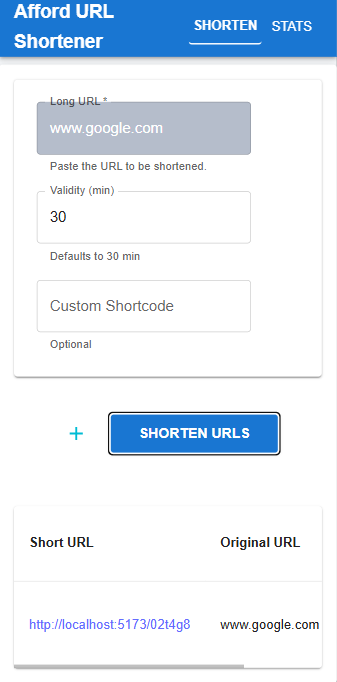 Afford URL
Shortener
SHORTEN STATS
Long URL *
www.google.com
Paste the URL to be shortened.
Validity (min)
30
Defaults to 30 min
Custom Shortcode
Optional
+ SHORTEN URLS
Short URL Original URL
http://localhost:5173/02t4g8 www.google.com